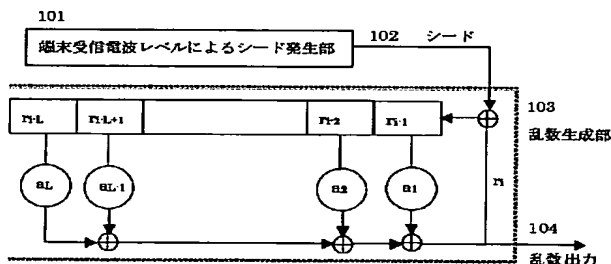 101
端末受信電波レベルによるシード発生部
102 シード
ri-L
ri-L+1
ri-2
ri-1
103
乱数生成部
aL
aL-1
a2
a1
ri
104
乱数出力